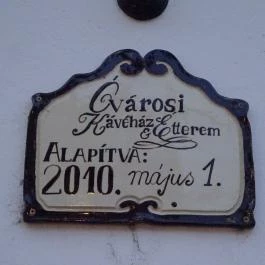 Óvárosi
Kávéház
& Étterem
ALAPÍTVA:
2010. május 1.